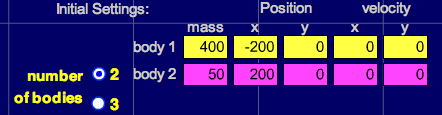 Initial Settings: Position velocity
mass x y x y
body 1 400 -200 0 0 0
number 2 body 2 50 200 0 0 0
of bodies 3